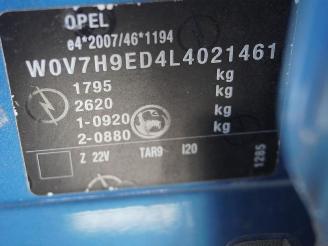 OPEL
e4*2007/46*1194
W0V7H9ED4L4021461
1795 kg
2620 kg
1-0920 kg
2-0880 kg
Z 22V TAR9 I20
1285